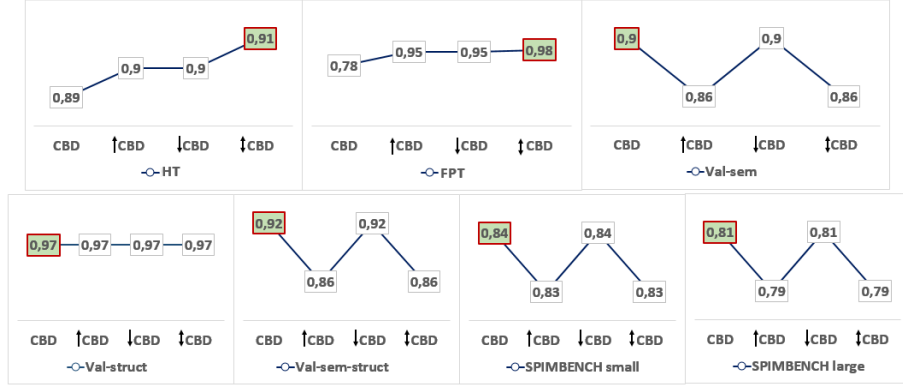 0,89 0,9 0,9 0,91
CBD ↑CBD ↓CBD ↕CBD
HT
0,78 0,95 0,95 0,98
CBD ↑CBD ↓CBD ↕CBD
FPT
0,9 0,86 0,9 0,86
CBD ↑CBD ↓CBD ↕CBD
Val-sem
0,97 0,97 0,97 0,97
CBD ↑CBD ↓CBD ↕CBD
Val-struct
0,92 0,86 0,92 0,86
CBD ↑CBD ↓CBD ↕CBD
Val-sem-struct
0,84 0,83 0,84 0,83
CBD ↑CBD ↓CBD ↕CBD
SPIMBENCH small
0,81 0,79 0,81 0,79
CBD ↑CBD ↓CBD ↕CBD
SPIMBENCH large